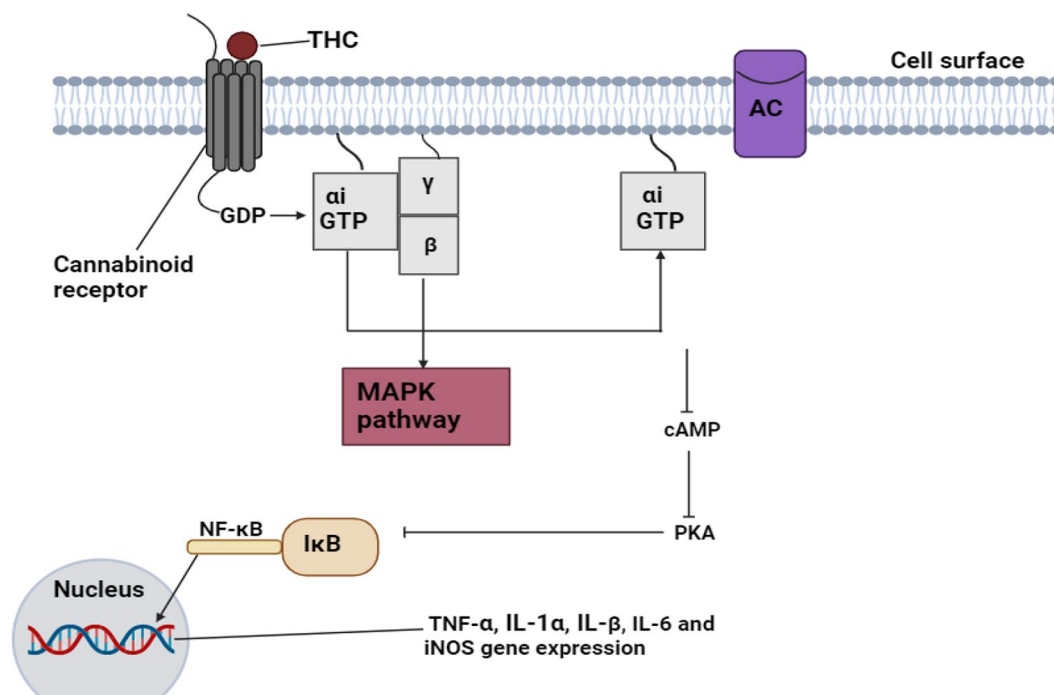 THC
Cell surface
AC
αi
GTP
γ
β
αi
GTP
GDP
Cannabinoid
receptor
MAPK
pathway
cAMP
PKA
NF-κB
IκB
Nucleus
TNF-α, IL-1α, IL-β, IL-6 and
iNOS gene expression